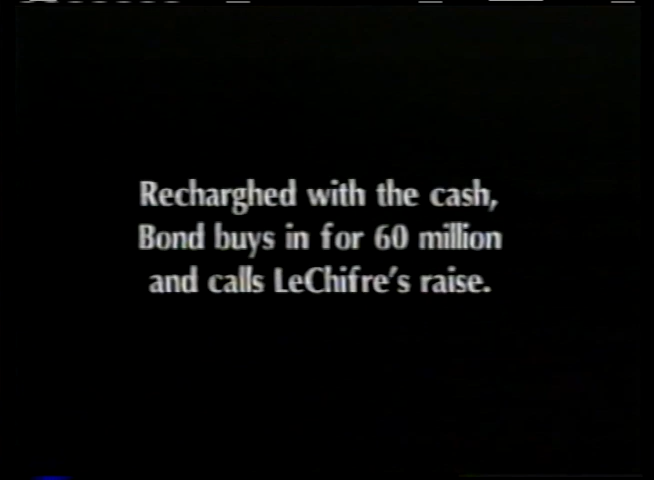 Recharghed with the cash,
Bond buys in for 60 million
and calls LeChifre's raise.